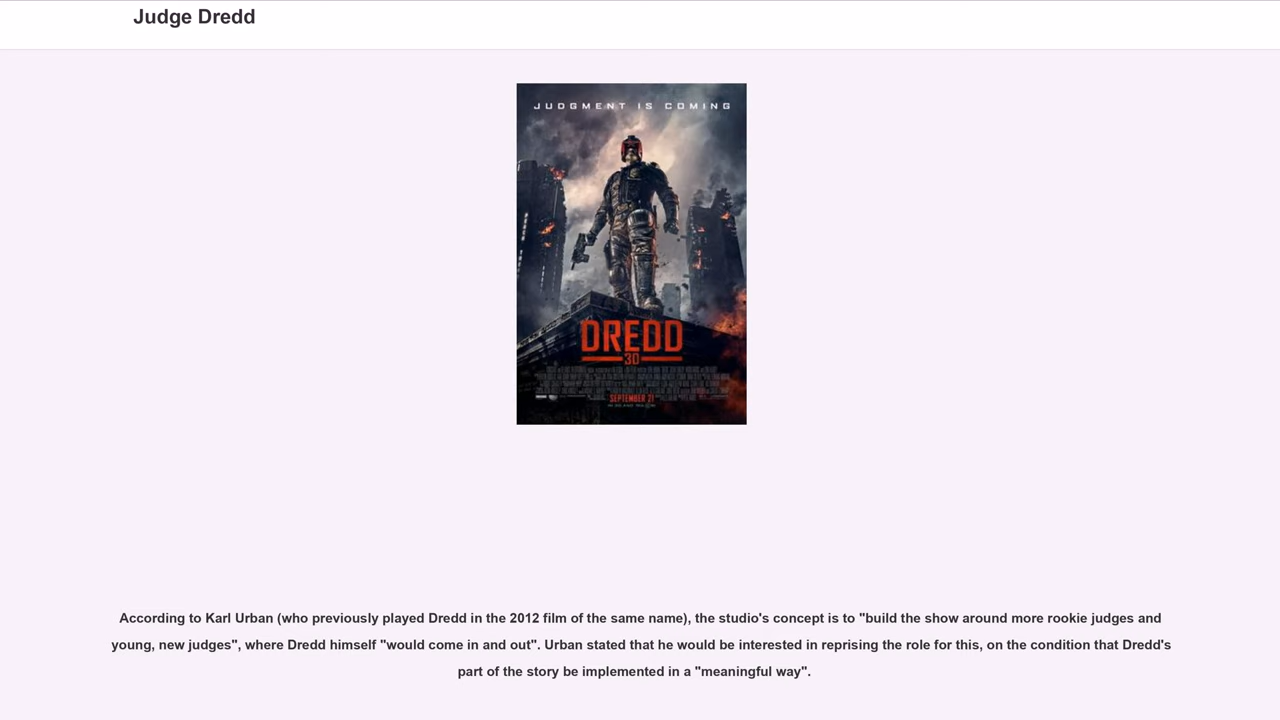 Judge Dredd
JUDGMENT IS COMING
DREDD
3D
SEPTEMBER 21
According to Karl Urban (who previously played Dredd in the 2012 film of the same name), the studio's concept is to "build the show around more rookie judges and
young, new judges", where Dredd himself "would come in and out". Urban stated that he would be interested in reprising the role for this, on the condition that Dredd's
part of the story be implemented in a "meaningful way".